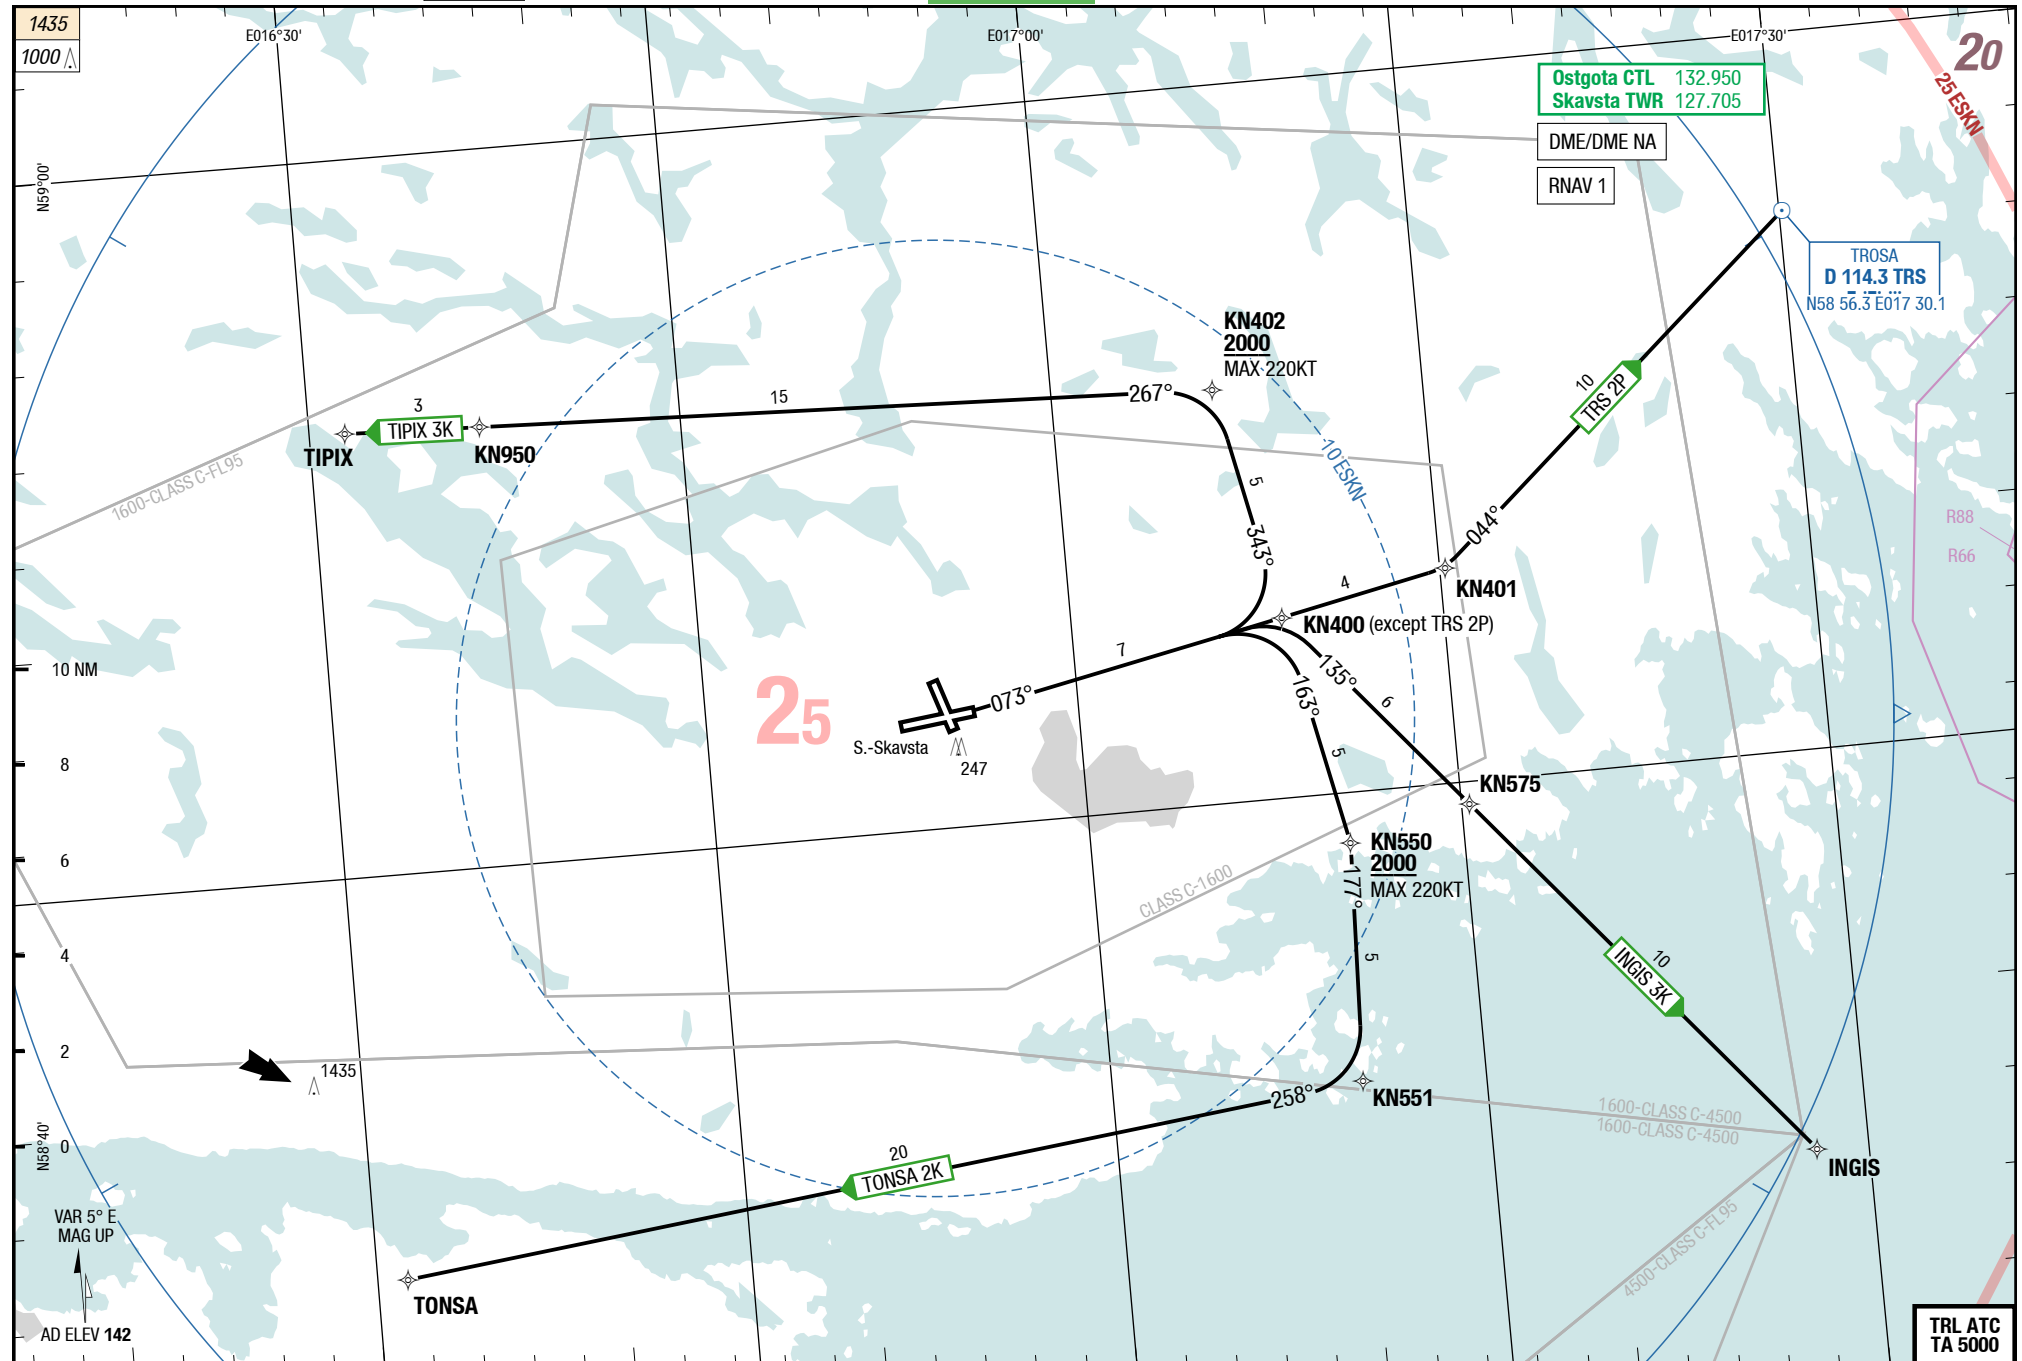 1435
1000
E016°30'
E017°00'
E017°30'
20
25 ESKN
Ostgota CTL 132.950
Skavsta TWR 127.705
DME/DME NA
RNAV 1
N59°00'
TROSA
D 114.3 TRS
N58 56.3 E017 30.1
KN402
2000
MAX 220KT
267°
15
3
TIPIX 3K
TIPIX
KN950
1600-CLASS C-FL95
10 ESKN
5
343°
10
TRS 2P
044°
R88
R66
4
KN401
KN400 (except TRS 2P)
7
073°
10 NM
25
S.-Skavsta
247
135°
6
163°
5
8
KN575
6
KN550
2000
MAX 220KT
177°
CLASS C-1600
4
5
10
INGIS 3K
2
1435
258°
KN551
1600-CLASS C-4500
1600-CLASS C-4500
N58°40'
0
20
TONSA 2K
INGIS
VAR 5° E
MAG UP
4500-CLASS C-FL95
TONSA
AD ELEV 142
TRL ATC
TA 5000